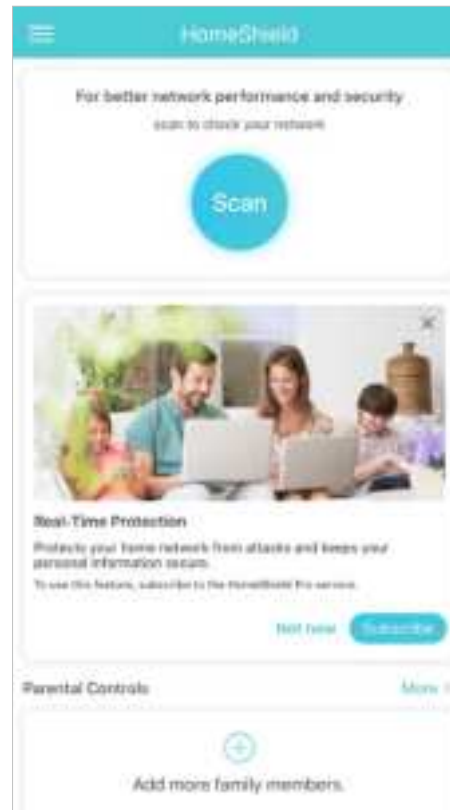 HomeShield
For better network performance and security
scan to check your network
Scan
Real-Time Protection
Protects your home network from attacks and keeps your
personal information secure.
To use this feature, subscribe to the HomeShield Pro service.
Not now
Subscribe
Parental Controls
More
Add more family members.